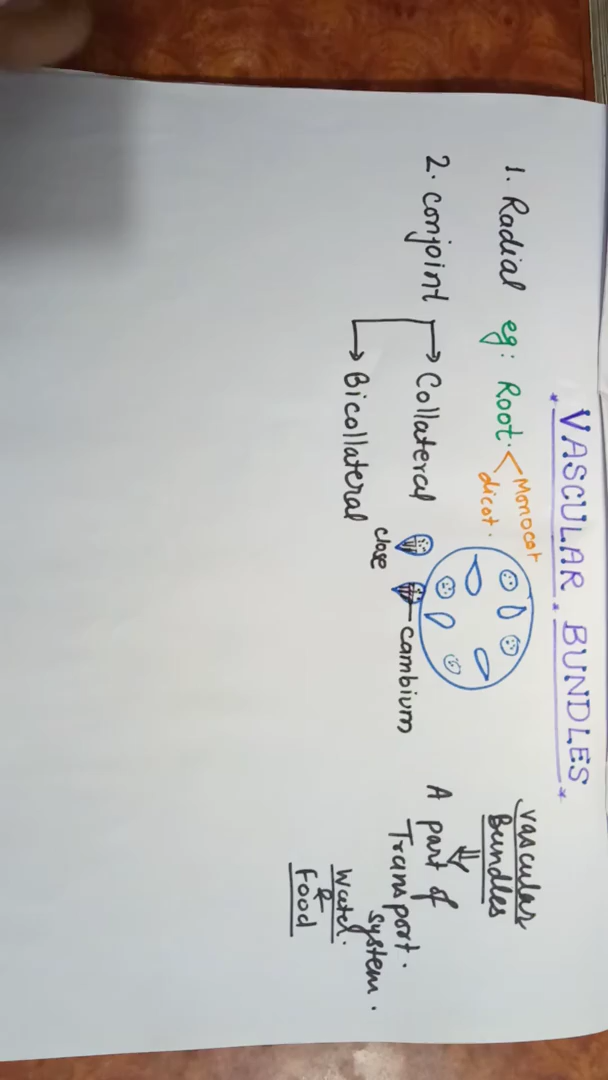 VASCULAR BUNDLES
1. Radial eg: Root.
Monocot
dicot.
2. conjoint
Collateral
Bicollateral
close
cambium
Vascular
Bundles
A part of
Transport.
system.
Water.
&
Food